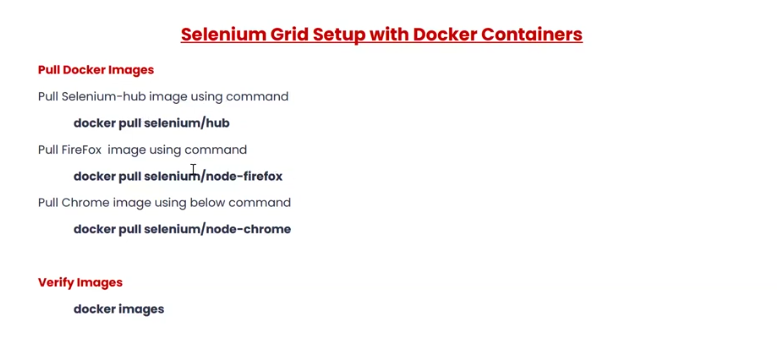 Selenium Grid Setup with Docker Containers
Pull Docker Images
Pull Selenium-hub image using command
docker pull selenium/hub
Pull FireFox image using command
docker pull selenium/node-firefox
Pull Chrome image using below command
docker pull selenium/node-chrome
Verify Images
docker images